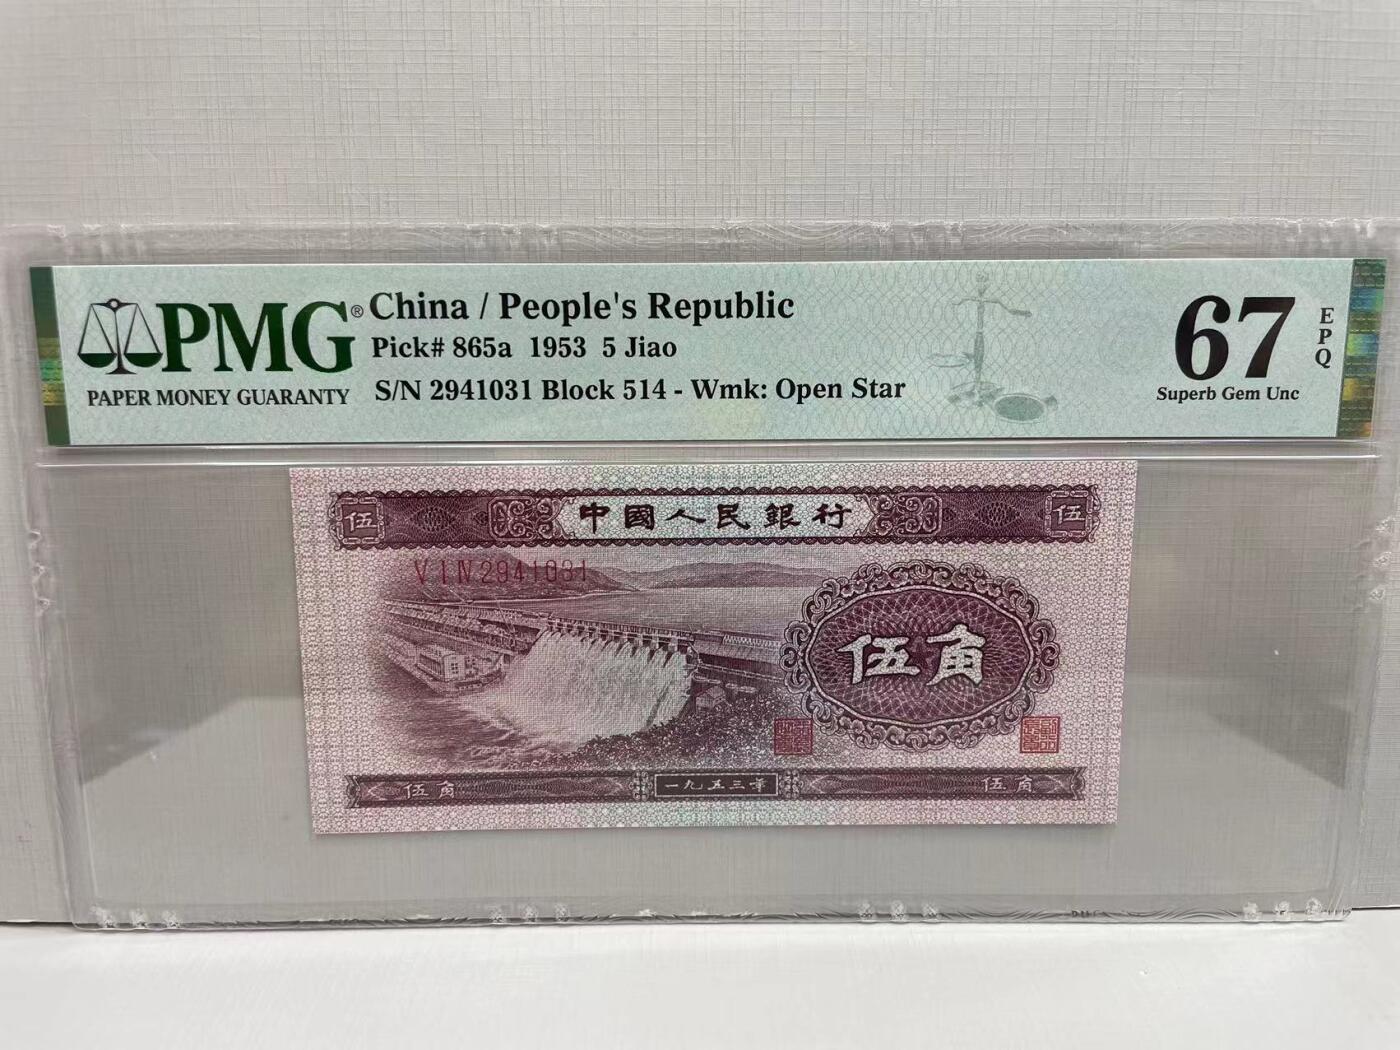 PMG®
PAPER MONEY GUARANTY
China / People's Republic
Pick# 865a 1953 5 Jiao
S/N 2941031 Block 514 - Wmk: Open Star
67
EPQ
Superb Gem Unc
伍
中國人民銀行
伍
V I IV 2941031
伍角
伍角
一九五三年
伍角